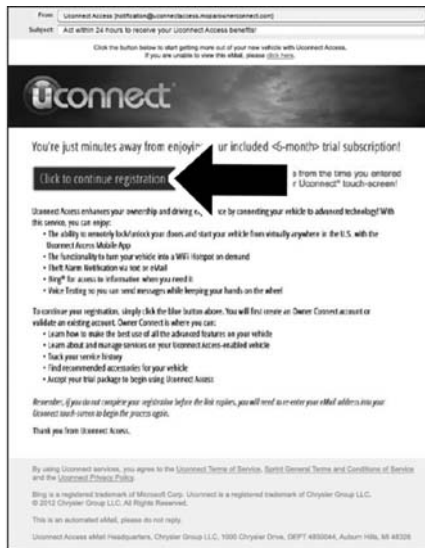 From: Uconnect Access [notification@uconnectaccess.moparownerconnect.com]
Subject: Act within 24 hours to receive your Uconnect Access benefits!
Click the button below to start getting more out of your new vehicle with Uconnect Access.
If you are unable to view this eMail, please click here.
uconnect
You're just minutes away from enjoying ur included <6-month> trial subscription!
Click to continue registration
s from the time you entered
r Uconnect® touch-screen!
Uconnect Access enhances your ownership and driving ex ce by connecting your vehicle to advanced technology! With
this service, you can enjoy:
• The ability to remotely lock/unlock your doors and start your vehicle from virtually anywhere in the U.S. with the
Uconnect Access Mobile App
• The functionality to turn your vehicle into a WiFi Hotspot on demand
• Theft Alarm Notification via text or eMail
• Bing® for access to information when you need it
• Voice Texting so you can send messages while keeping your hands on the wheel
To continue your registration, simply click the blue button above. You will first create an Owner Connect account or
validate an existing account. Owner Connect is where you can:
• Learn how to make the best use of all the advanced features on your vehicle
• Learn about and manage services on your Uconnect Access-enabled vehicle
• Track your service history
• Find recommended accessories for your vehicle
• Accept your trial package to begin using Uconnect Access
Remember, if you do not complete your registration before the link expires, you will need to re-enter your eMail address into your
Uconnect touch-screen to begin the process again.
Thank you from Uconnect Access.
By using Uconnect services, you agree to the Uconnect Terms of Service, Sprint General Terms and Conditions of Service
and the Uconnect Privacy Policy.
Bing is a registered trademark of Microsoft Corp. Uconnect is a registered trademark of Chrysler Group LLC.
© 2012 Chrysler Group LLC. All Rights Reserved.
This is an automated eMail, please do not reply.
Uconnect Access eMail Headquarters, Chrysler Group LLC, 1000 Chrysler Drive, DEPT 4850044, Auburn Hills, MI 48326